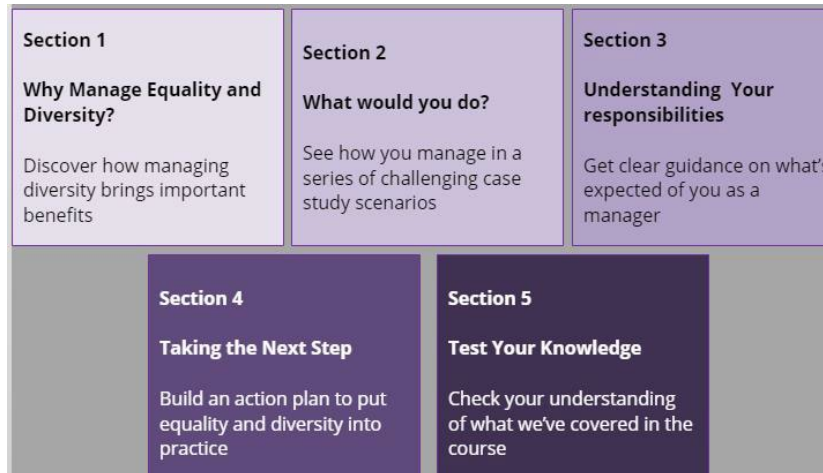 Section 1
Why Manage Equality and
Diversity?
Discover how managing
diversity brings important
benefits
Section 2
What would you do?
See how you manage in a
series of challenging case
study scenarios
Section 3
Understanding Your
responsibilities
Get clear guidance on what's
expected of you as a
manager
Section 4
Taking the Next Step
Build an action plan to put
equality and diversity into
practice
Section 5
Test Your Knowledge
Check your understanding
of what we've covered in the
course